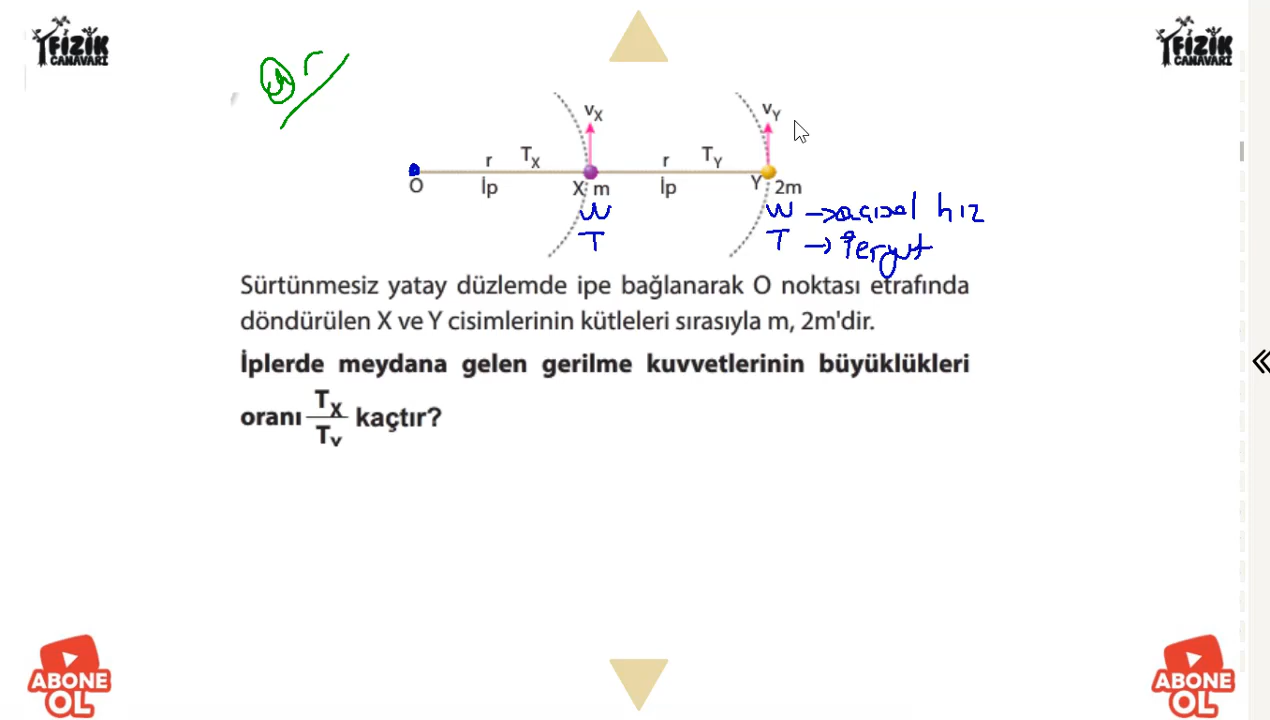 FİZİK
CANAVARI
FİZİK
CANAVARI
Ör
vX
vY
r
TX
r
TY
O
İp
X
m
İp
Y
2m
W
W → açısal hız
T
T → Periyot
Sürtünmesiz yatay düzlemde ipe bağlanarak O noktası etrafında
döndürülen X ve Y cisimlerinin kütleleri sırasıyla m, 2m'dir.
İplerde meydana gelen gerilme kuvvetlerinin büyüklükleri
oranı TX/TY kaçtır?
ABONE
OL
ABONE
OL